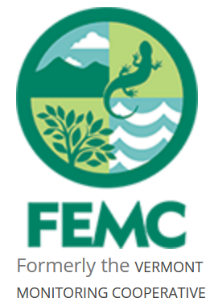 FEMC
Formerly the VERMONT
MONITORING COOPERATIVE